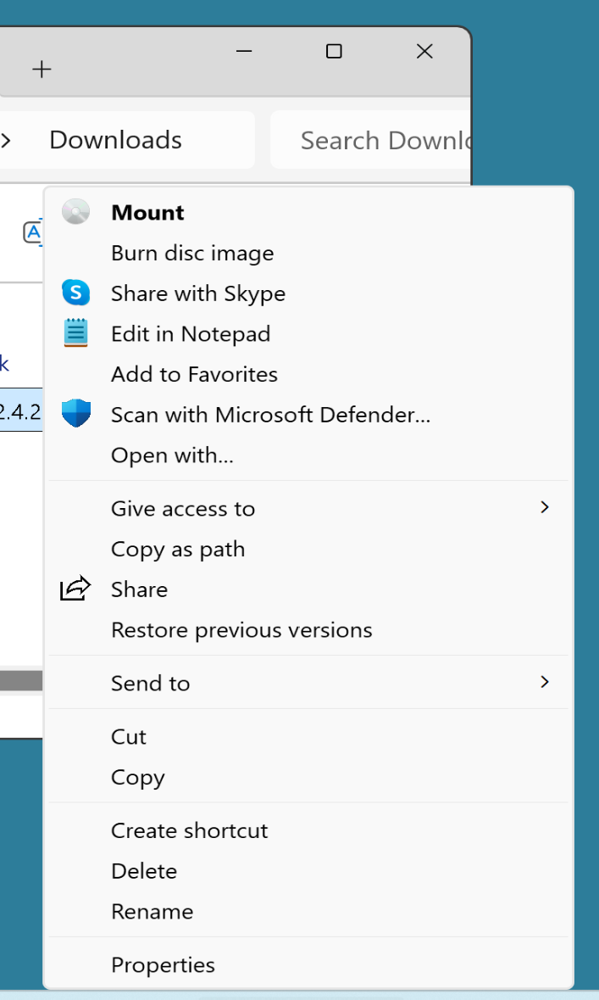 Downloads
Search Downlo
Mount
Burn disc image
S Share with Skype
Edit in Notepad
Add to Favorites
k
Scan with Microsoft Defender...
2.4.2
Open with...
Give access to
Copy as path
Share
Restore previous versions
Send to
Cut
Copy
Create shortcut
Delete
Rename
Properties